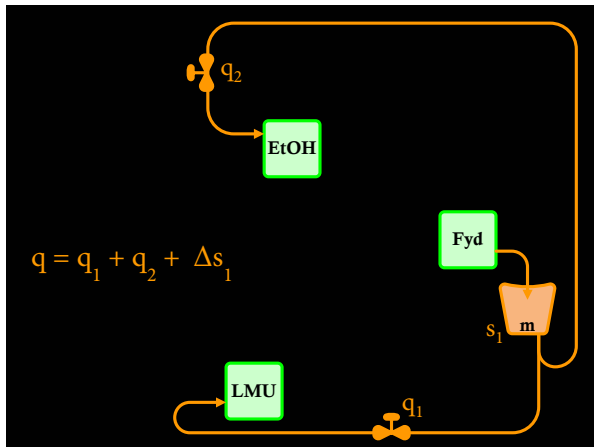 q₂
EtOH
Fyd
q = q₁ + q₂ + Δs₁
s₁
m
LMU
q₁